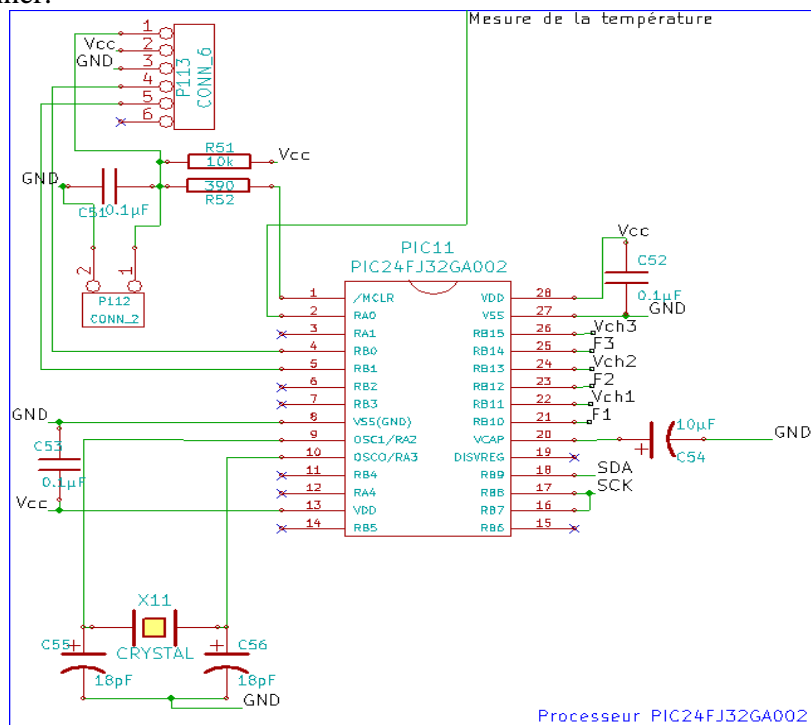 Mesure de la température
1
Vcc 2
GND 3
4
5
6
P113
CONN_6
R51
10k
Vcc
390
R52
GND
C51 0.1µF
2
1
P112
CONN_2
PIC11
PIC24FJ32GA002
Vcc
C52
0.1µF
GND
1 /MCLR VDD 28
2 RA0 VSS 27
3 RA1 RB15 26 Vch3
4 RB0 RB14 25 F3
5 RB1 RB13 24 Vch2
6 RB2 RB12 23 F2
7 RB3 RB11 22 Vch1
GND 8 VSS(GND) RB10 21 F1
9 OSC1/RA2 VCAP 20
10 OSCO/RA3 DISVREG 19
11 RB4 RB9 18 SDA
12 RA4 RB8 17 SCK
Vcc 13 VDD RB7 16
14 RB5 RB6 15
10µF
+
C54
GND
C53
0.1µF
X11
CRYSTAL
C55 +
18pF
+ C56
18pF
GND
Processeur PIC24FJ32GA002